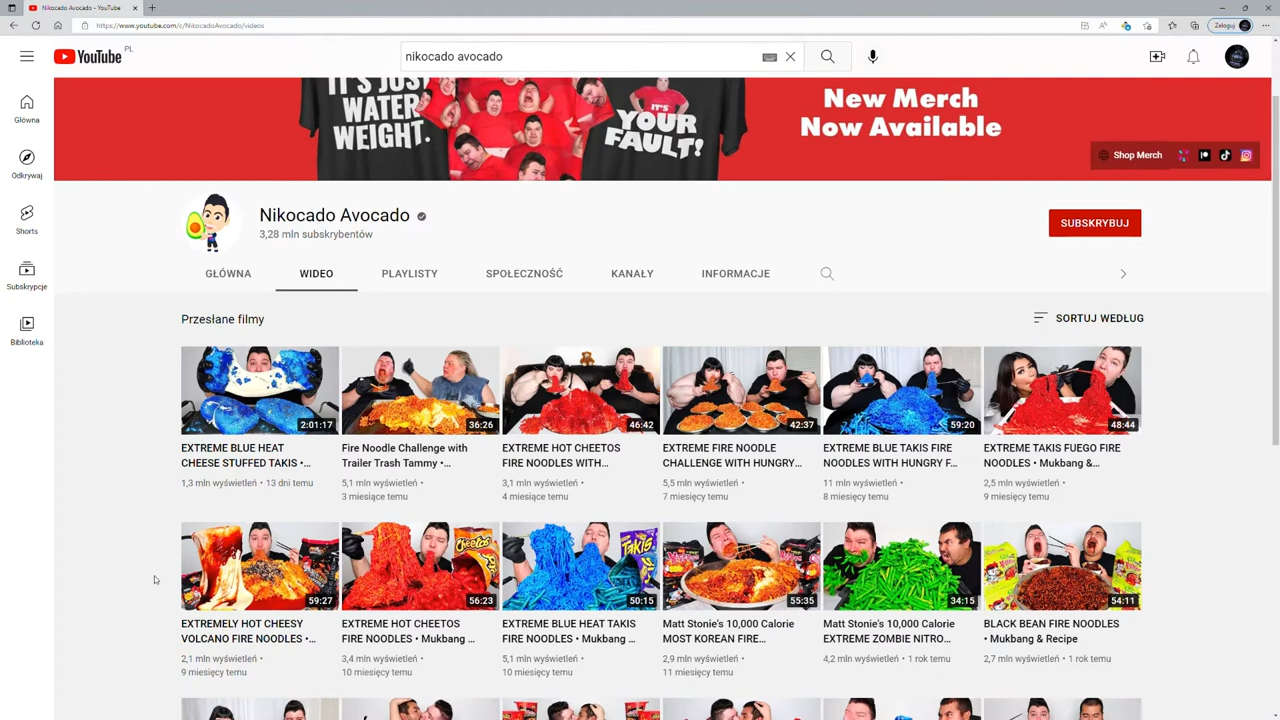 Nikocado Avocado - YouTube
https://www.youtube.com/c/NikocadoAvocado/videos
Zaloguj
YouTube PL
nikocado avocado
Główna
Odkrywaj
Shorts
Subskrypcje
Biblioteka
IT'S JUST
WATER
WEIGHT.
IT'S
YOUR
FAULT!
New Merch
Now Available
Shop Merch
Nikocado Avocado
3,28 mln subskrybentów
SUBSKRYBUJ
GŁÓWNA WIDEO PLAYLISTY SPOŁECZNOŚĆ KANAŁY INFORMACJE
Przesłane filmy
SORTUJ WEDŁUG
2:01:17
EXTREME BLUE HEAT
CHEESE STUFFED TAKIS •...
1,3 mln wyświetleń • 13 dni temu
36:26
Fire Noodle Challenge with
Trailer Trash Tammy •...
5,1 mln wyświetleń •
3 miesiące temu
46:42
EXTREME HOT CHEETOS
FIRE NOODLES WITH...
3,1 mln wyświetleń •
4 miesiące temu
42:37
EXTREME FIRE NOODLE
CHALLENGE WITH HUNGRY...
5,5 mln wyświetleń •
7 miesięcy temu
59:20
EXTREME BLUE TAKIS FIRE
NOODLES WITH HUNGRY F...
11 mln wyświetleń •
8 miesięcy temu
48:44
EXTREME TAKIS FUEGO FIRE
NOODLES • Mukbang &...
2,5 mln wyświetleń •
9 miesięcy temu
59:27
EXTREMELY HOT CHEESY
VOLCANO FIRE NOODLES •...
2,1 mln wyświetleń •
9 miesięcy temu
Cheetos
56:23
EXTREME HOT CHEETOS
FIRE NOODLES • Mukbang ...
3,4 mln wyświetleń •
10 miesięcy temu
TAKIS
50:15
EXTREME BLUE HEAT TAKIS
FIRE NOODLES • Mukbang ...
5,1 mln wyświetleń •
10 miesięcy temu
55:35
Matt Stonie's 10,000 Calorie
MOST KOREAN FIRE...
2,9 mln wyświetleń •
11 miesięcy temu
34:15
Matt Stonie's 10,000 Calorie
EXTREME ZOMBIE NITRO...
4,2 mln wyświetleń • 1 rok temu
54:11
BLACK BEAN FIRE NOODLES
• Mukbang & Recipe
2,7 mln wyświetleń • 1 rok temu